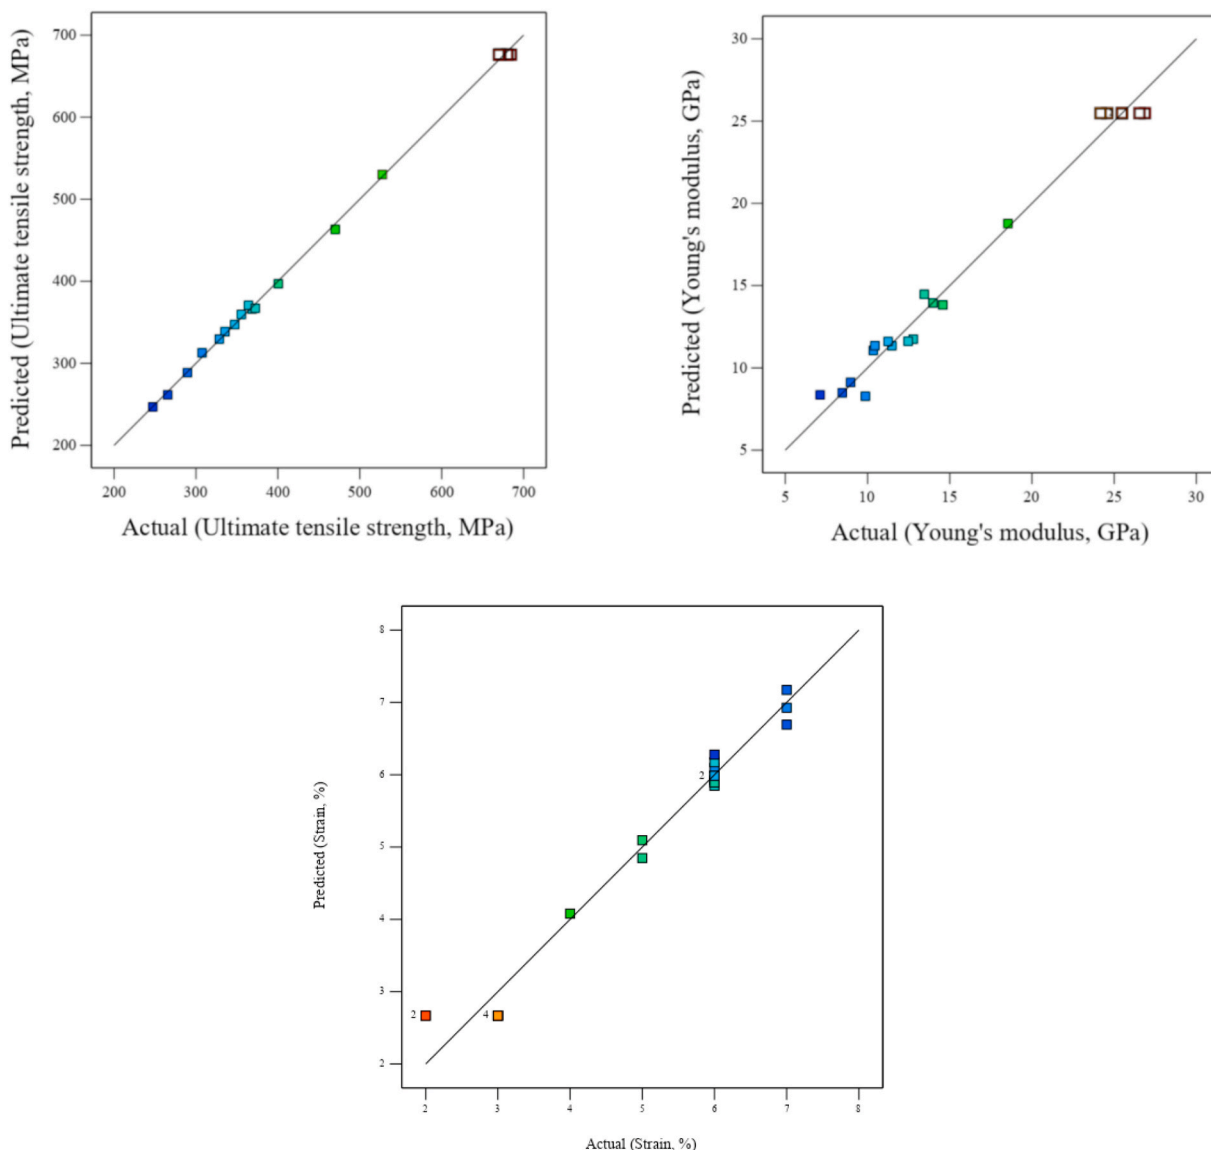 Predicted (Ultimate tensile strength, MPa)
700
600
500
400
300
200
200 300 400 500 600 700
Actual (Ultimate tensile strength, MPa)
Predicted (Young's modulus, GPa)
30
25
20
15
10
5
5 10 15 20 25 30
Actual (Young's modulus, GPa)
Predicted (Strain, %)
8
7
6
2
5
4
3
2 4
2
2 3 4 5 6 7 8
Actual (Strain, %)